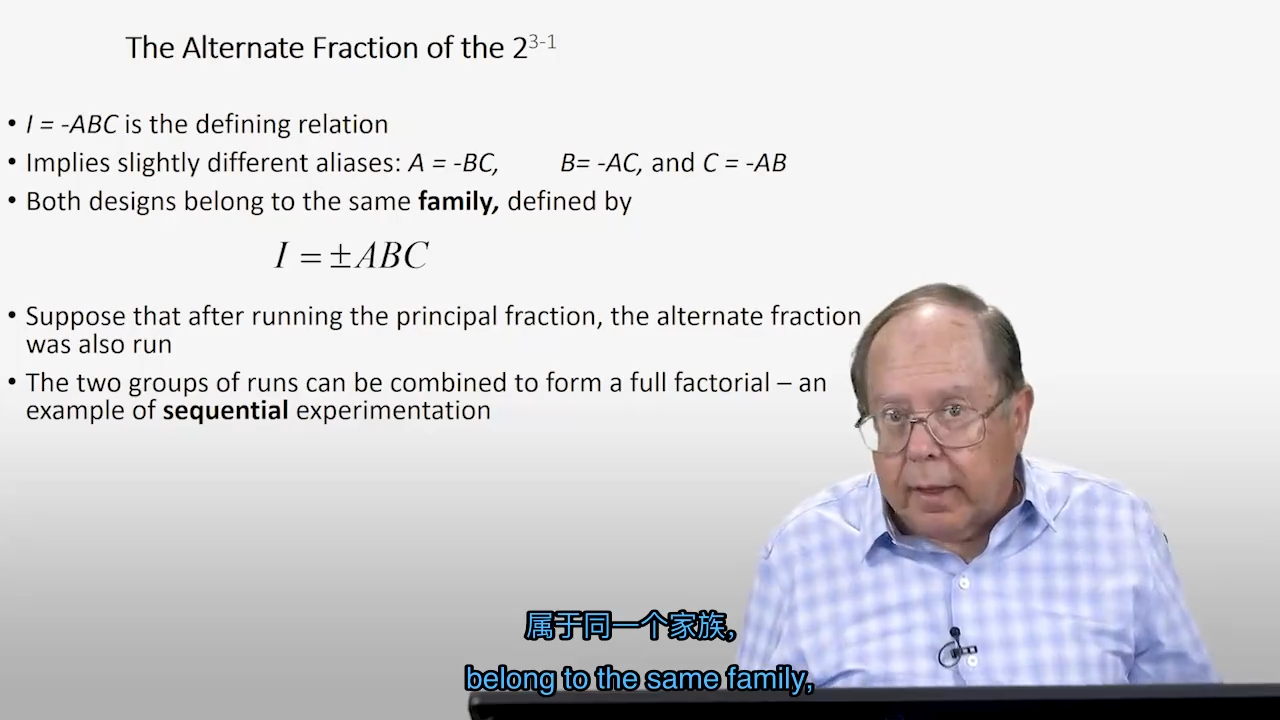 The Alternate Fraction of the 2³⁻¹
• I = -ABC is the defining relation
• Implies slightly different aliases: A = -BC, B= -AC, and C = -AB
• Both designs belong to the same family, defined by
I = ±ABC
• Suppose that after running the principal fraction, the alternate fraction
was also run
• The two groups of runs can be combined to form a full factorial – an
example of sequential experimentation
属于同一个家族,
belong to the same family,